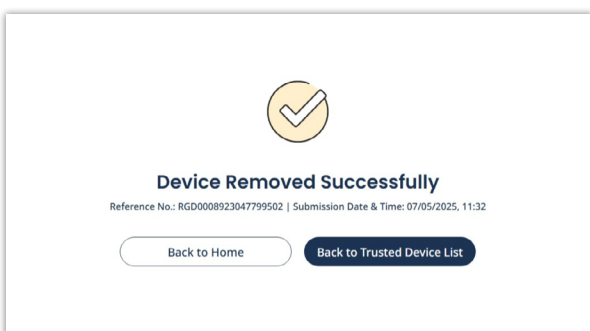 Device Removed Successfully
Reference No.: RGD0008923047799502 | Submission Date & Time: 07/05/2025, 11:32
Back to Home
Back to Trusted Device List